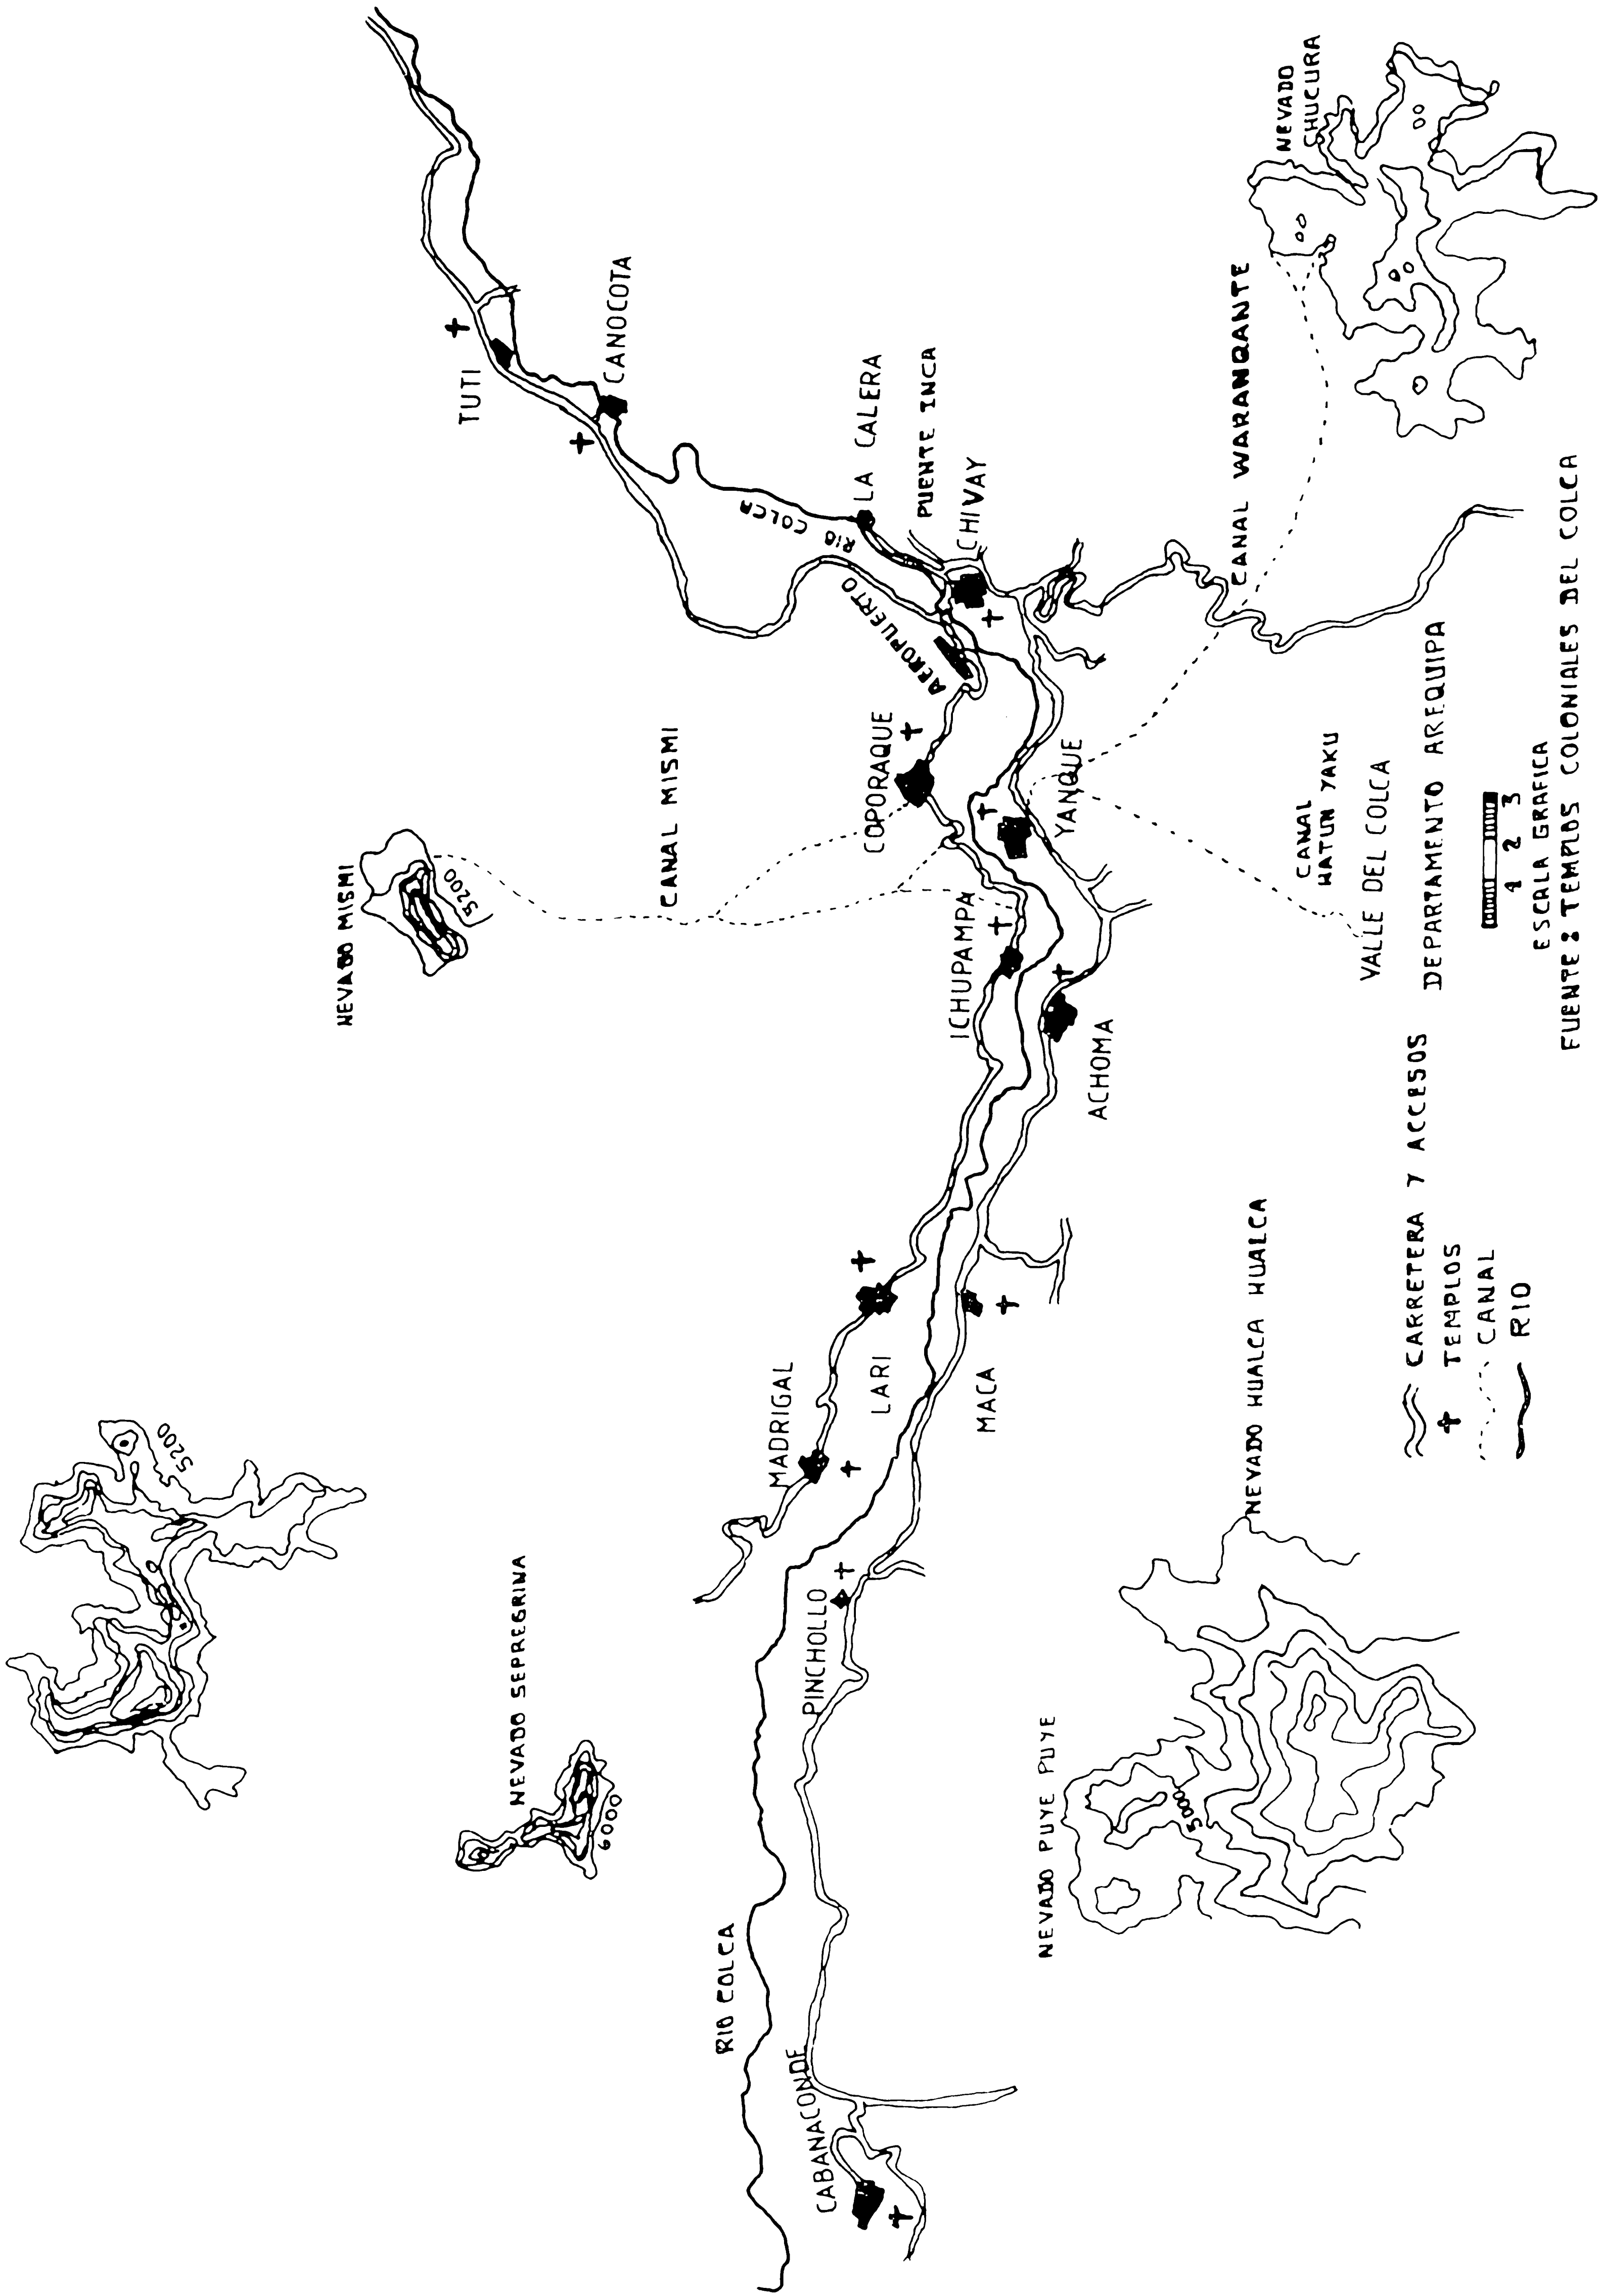 NEVADO MISMI
5200
CANAL MISMI
TUTI
CANOCOTA
RIO COLCA
LA CALERA
PUENTE INCA
CHIVAY
AEROPUERTO
COPORAQUE
YANQUE
ICHUPAMPA
ACHOMA
NEVADO
CHUCURA
CANAL WARANQANTE
CANAL
HATUN YAKU
5200
NEVADO SEPREGRINA
6000
MADRIGAL
LARI
MACA
PINCHOLLO
RIO COLCA
CABANACONDE
NEVADO PUYE PUYE
5000
NEVADO HUALCA HUALCA
CARRETERA Y ACCESOS
TEMPLOS
CANAL
RIO
VALLE DEL COLCA
DEPARTAMENTO AREQUIPA
1 2 3
ESCALA GRAFICA
FUENTE : TEMPLOS COLONIALES DEL COLCA